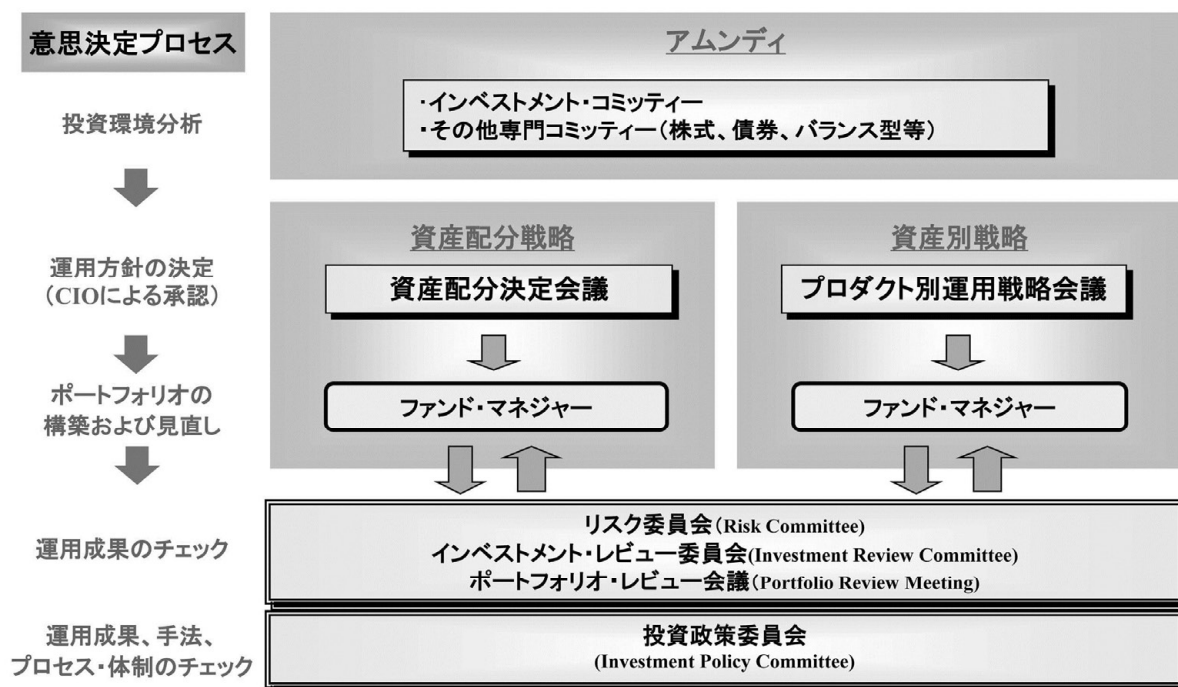 意思決定プロセス
アムンディ
投資環境分析
・インベストメント・コミッティー
・その他専門コミッティー（株式、債券、バランス型等）
運用方針の決定
（CIOによる承認）
資産配分戦略
資産配分決定会議
資産別戦略
プロダクト別運用戦略会議
ポートフォリオの
構築および見直し
ファンド・マネジャー
ファンド・マネジャー
運用成果のチェック
リスク委員会（Risk Committee）
インベストメント・レビュー委員会(Investment Review Committee)
ポートフォリオ・レビュー会議（Portfolio Review Meeting)
運用成果、手法、
プロセス・体制のチェック
投資政策委員会
(Investment Policy Committee)